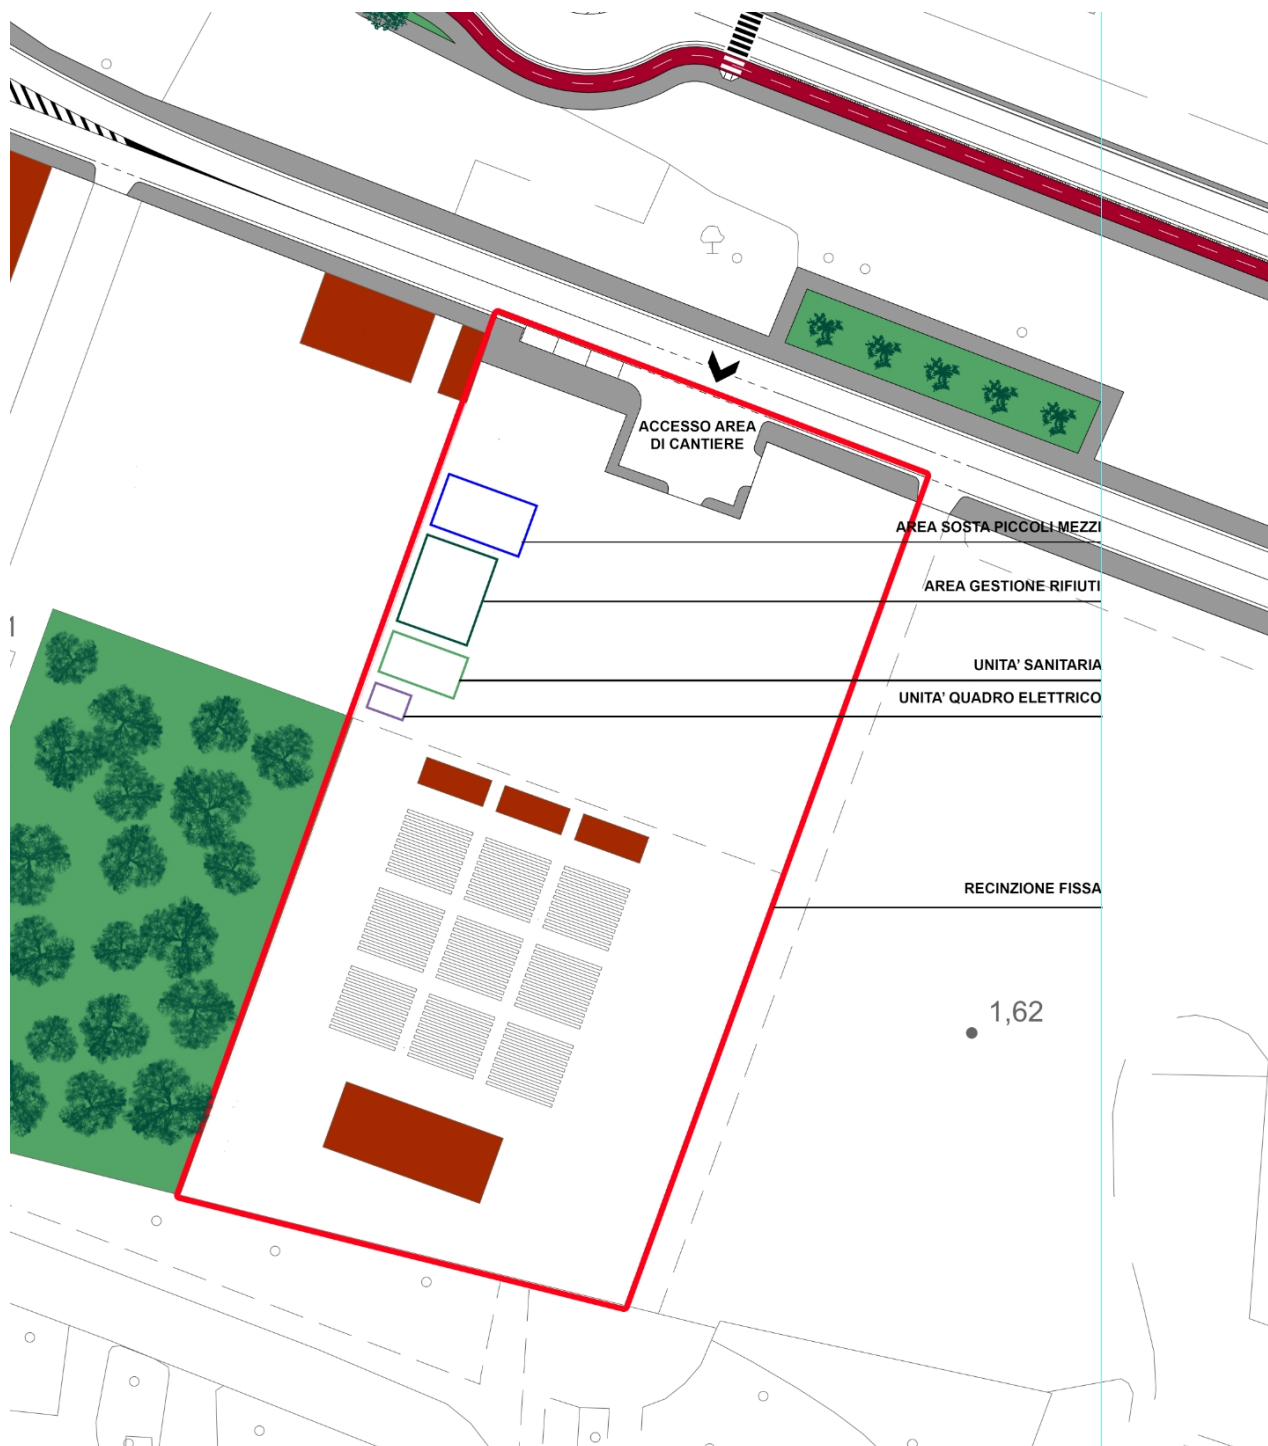 ACCESSO AREA
DI CANTIERE
AREA SOSTA PICCOLI MEZZI
AREA GESTIONE RIFIUTI
1
UNITA' SANITARIA
UNITA' QUADRO ELETTRICO
RECINZIONE FISSA
1,62